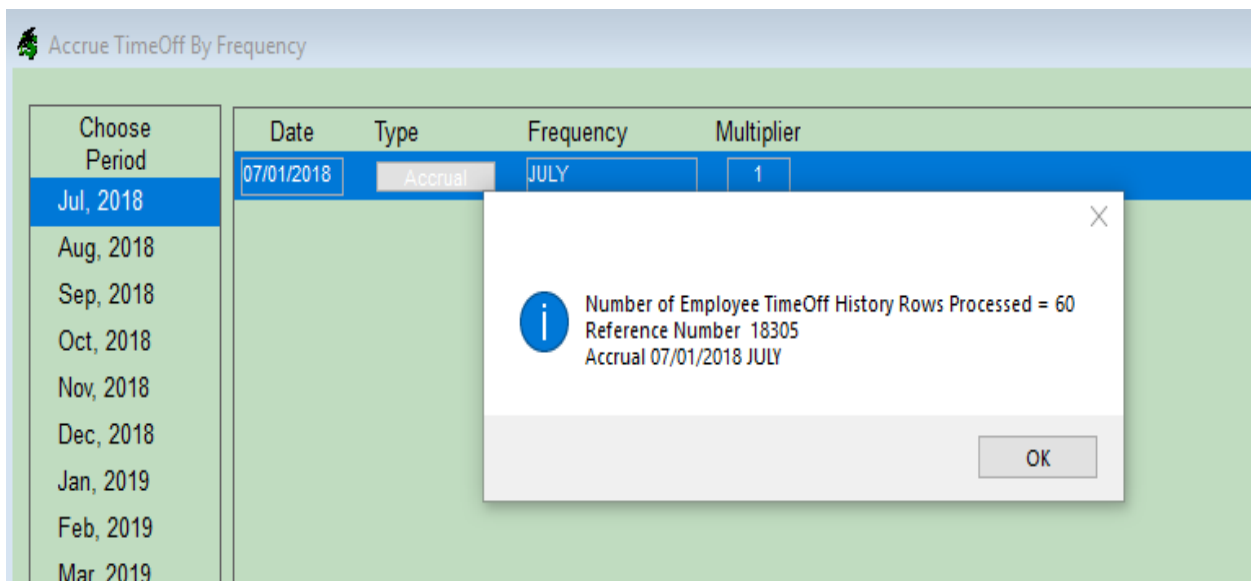 Accrue TimeOff By Frequency
Choose
Period
Date Type Frequency Multiplier
07/01/2018 Accrual JULY 1
Jul, 2018
Aug, 2018
Sep, 2018
Oct, 2018
Nov, 2018
Dec, 2018
Jan, 2019
Feb, 2019
Mar, 2019
Number of Employee TimeOff History Rows Processed = 60
Reference Number 18305
Accrual 07/01/2018 JULY
OK